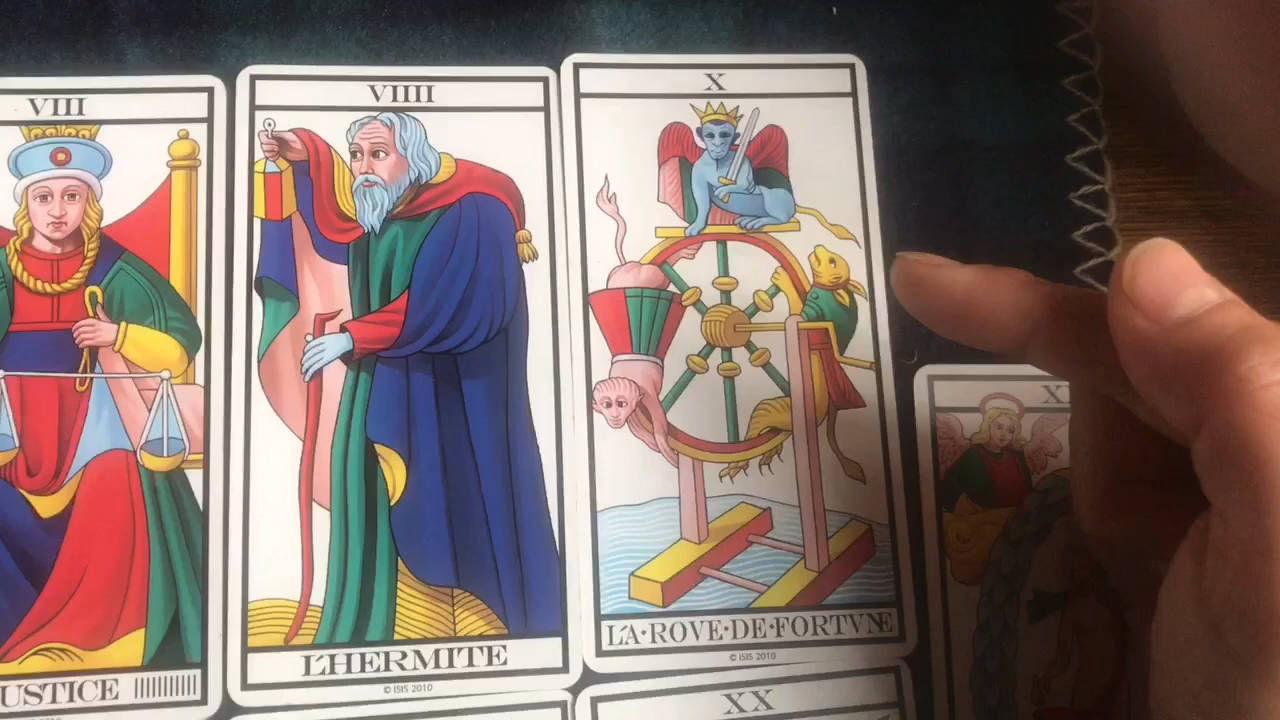 VIII
VIIII
X
USTICE
L'HERMITE
© ISIS 2010
LA·ROVE·DE·FORTVNE
© ISIS 2010
X
XX